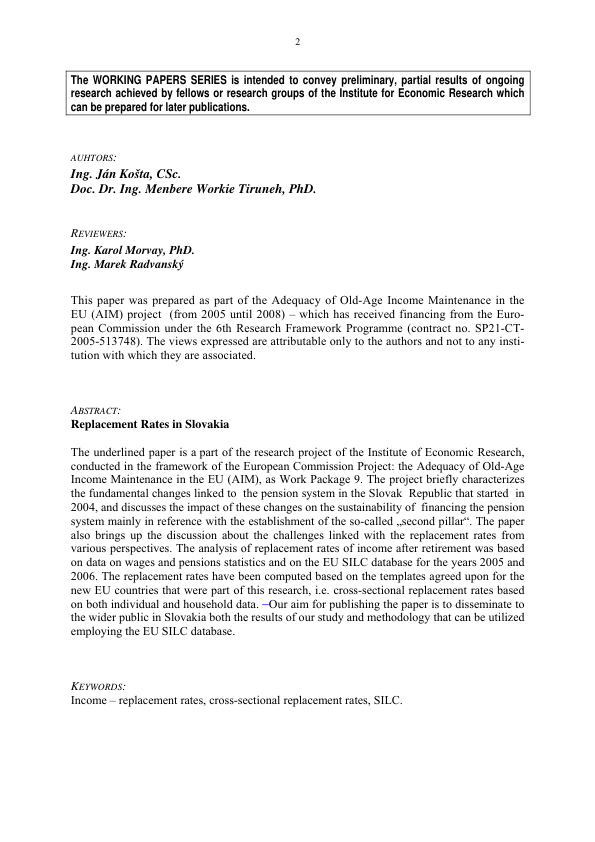 2
The WORKING PAPERS SERIES is intended to convey preliminary, partial results of ongoing
research achieved by fellows or research groups of the Institute for Economic Research which
can be prepared for later publications.
AUHTORS:
Ing. Ján Košta, CSc.
Doc. Dr. Ing. Menbere Workie Tiruneh, PhD.
REVIEWERS:
Ing. Karol Morvay, PhD.
Ing. Marek Radvanský
This paper was prepared as part of the Adequacy of Old-Age Income Maintenance in the
EU (AIM) project (from 2005 until 2008) – which has received financing from the Euro-
pean Commission under the 6th Research Framework Programme (contract no. SP21-CT-
2005-513748). The views expressed are attributable only to the authors and not to any insti-
tution with which they are associated.
ABSTRACT:
Replacement Rates in Slovakia
The underlined paper is a part of the research project of the Institute of Economic Research,
conducted in the framework of the European Commission Project: the Adequacy of Old-Age
Income Maintenance in the EU (AIM), as Work Package 9. The project briefly characterizes
the fundamental changes linked to the pension system in the Slovak Republic that started in
2004, and discusses the impact of these changes on the sustainability of financing the pension
system mainly in reference with the establishment of the so-called „second pillar“. The paper
also brings up the discussion about the challenges linked with the replacement rates from
various perspectives. The analysis of replacement rates of income after retirement was based
on data on wages and pensions statistics and on the EU SILC database for the years 2005 and
2006. The replacement rates have been computed based on the templates agreed upon for the
new EU countries that were part of this research, i.e. cross-sectional replacement rates based
on both individual and household data. –Our aim for publishing the paper is to disseminate to
the wider public in Slovakia both the results of our study and methodology that can be utilized
employing the EU SILC database.
KEYWORDS:
Income – replacement rates, cross-sectional replacement rates, SILC.